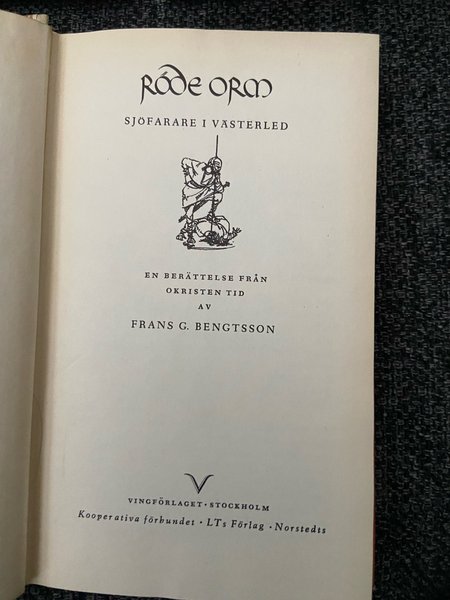 RÖDE ORM
SJÖFARARE I VÄSTERLED
EN BERÄTTELSE FRÅN
OKRISTEN TID
AV
FRANS G. BENGTSSON
V
VINGFÖRLAGET · STOCKHOLM
Kooperativa förbundet · LTs Förlag · Norstedts